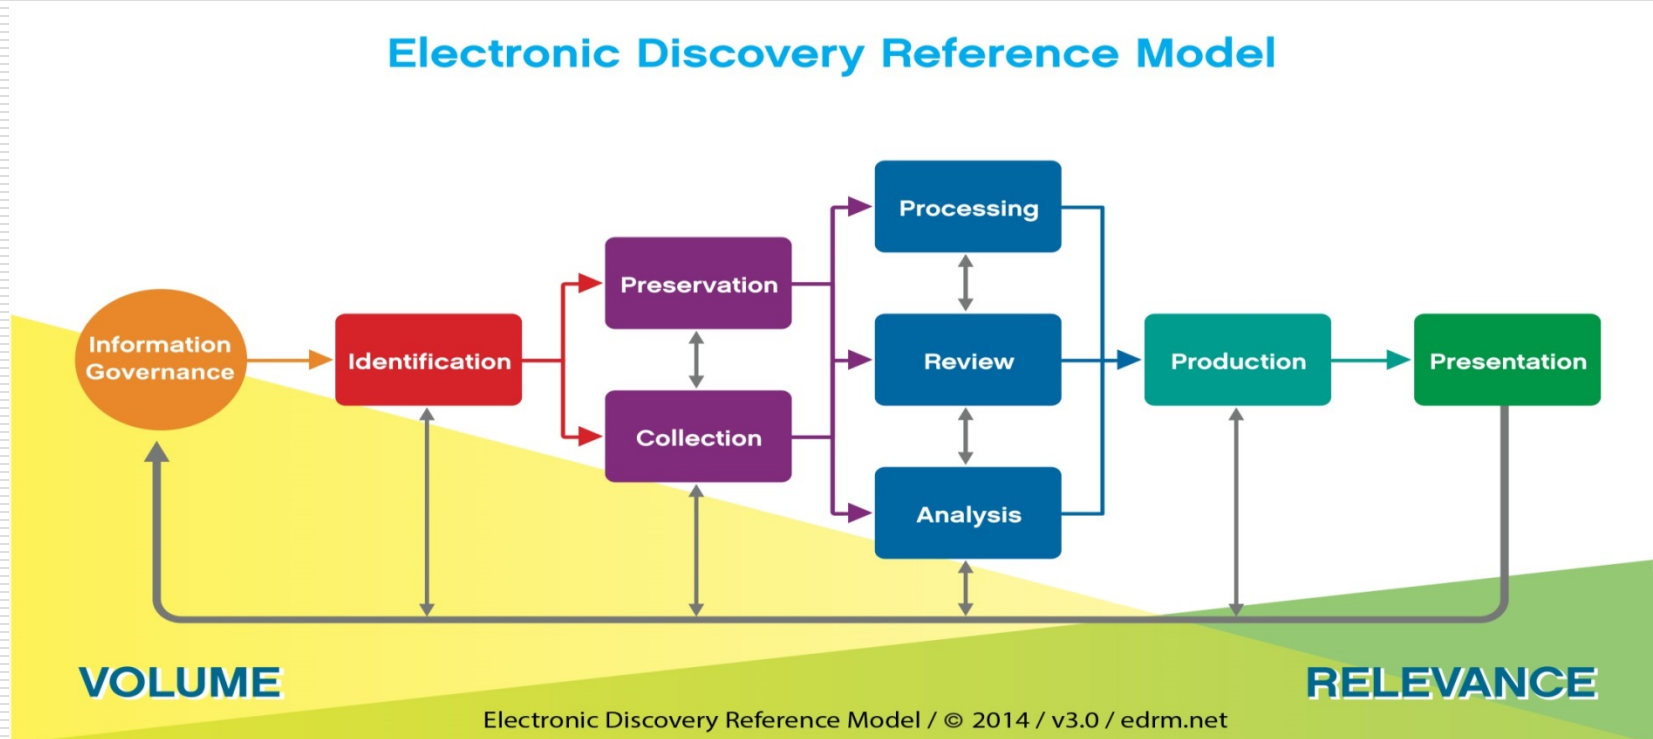 Electronic Discovery Reference Model
Information
Governance
Identification
Preservation
Collection
Processing
Review
Analysis
Production
Presentation
VOLUME
RELEVANCE
Electronic Discovery Reference Model / © 2014 / v3.0 / edrm.net